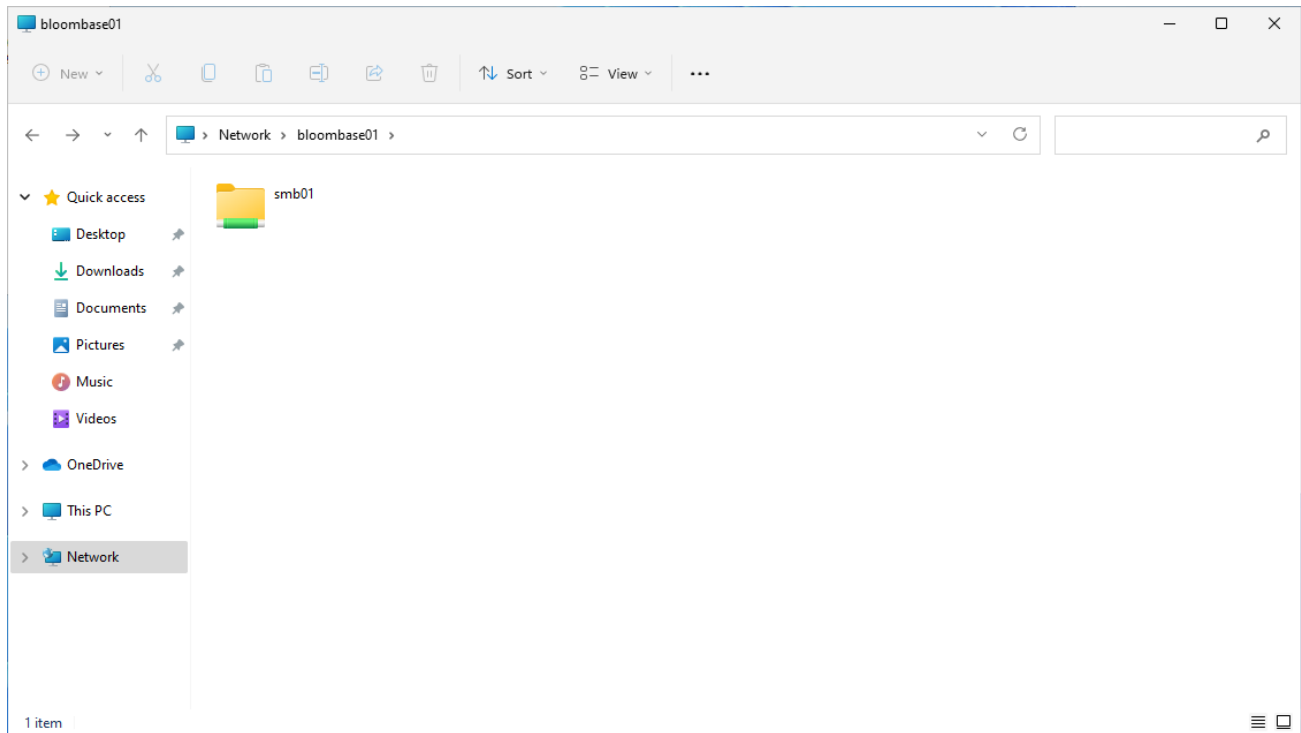 bloombase01
New
Sort
View
Network
bloombase01
Quick access
Desktop
Downloads
Documents
Pictures
Music
Videos
OneDrive
This PC
Network
smb01
1 item